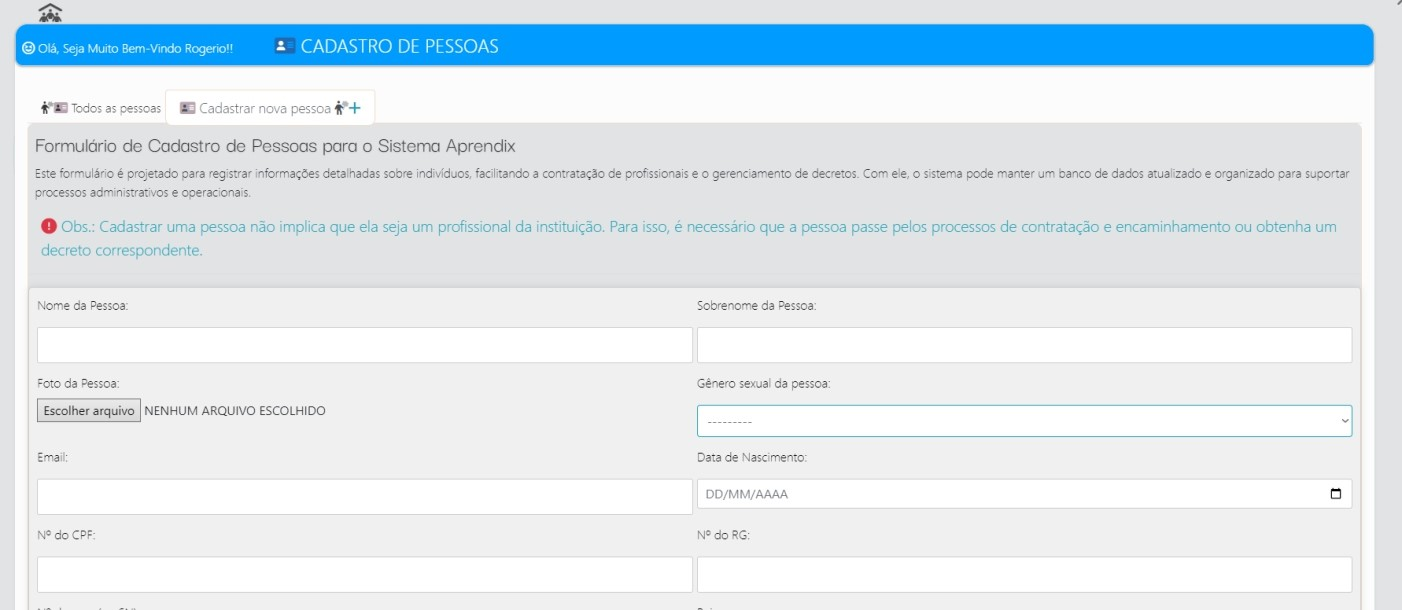 Olá, Seja Muito Bem-Vindo Rogerio!!
CADASTRO DE PESSOAS
Todos as pessoas
Cadastrar nova pessoa
Formulário de Cadastro de Pessoas para o Sistema Aprendix
Este formulário é projetado para registrar informações detalhadas sobre indivíduos, facilitando a contratação de profissionais e o gerenciamento de decretos. Com ele, o sistema pode manter um banco de dados atualizado e organizado para suportar
processos administrativos e operacionais.
Obs.: Cadastrar uma pessoa não implica que ela seja um profissional da instituição. Para isso, é necessário que a pessoa passe pelos processos de contratação e encaminhamento ou obtenha um
decreto correspondente.
Nome da Pessoa:
Sobrenome da Pessoa:
Foto da Pessoa:
Escolher arquivo NENHUM ARQUIVO ESCOLHIDO
Gênero sexual da pessoa:
---------
Email:
Data de Nascimento:
DD/MM/AAAA
Nº do CPF:
Nº do RG: